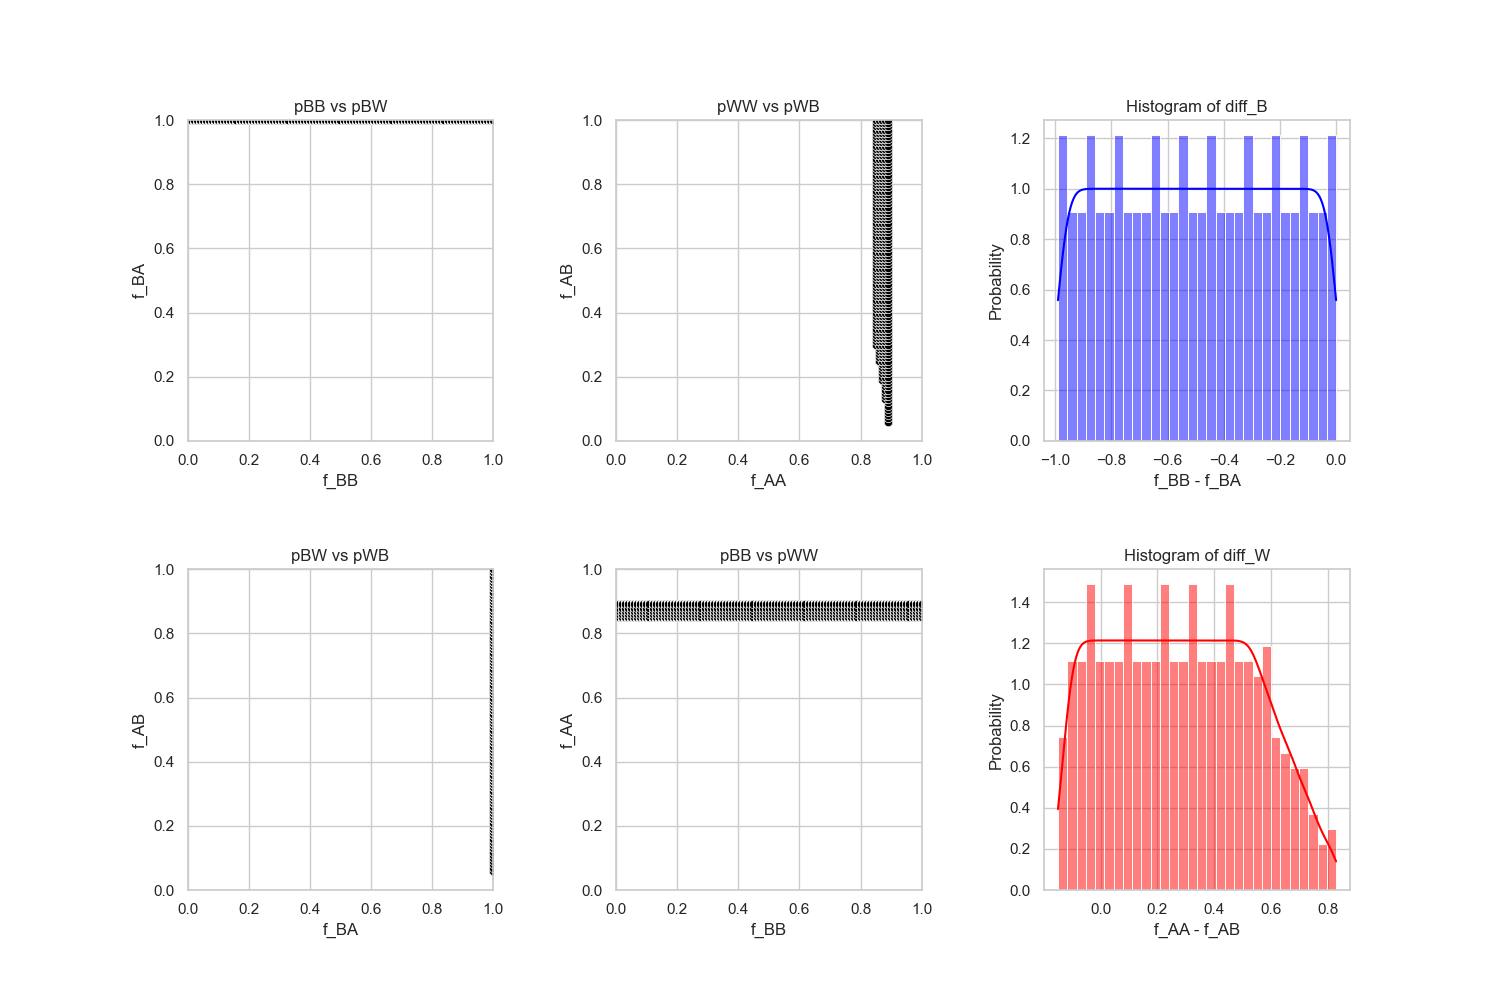 pBB vs pBW
1.0
0.8
0.6
0.4
0.2
0.0
f_BA
0.0 0.2 0.4 0.6 0.8 1.0
f_BB
pWW vs pWB
1.0
0.8
0.6
0.4
0.2
0.0
f_AB
0.0 0.2 0.4 0.6 0.8 1.0
f_AA
Histogram of diff_B
1.2
1.0
0.8
0.6
0.4
0.2
0.0
Probability
−1.0 −0.8 −0.6 −0.4 −0.2 0.0
f_BB - f_BA
pBW vs pWB
1.0
0.8
0.6
0.4
0.2
0.0
f_AB
0.0 0.2 0.4 0.6 0.8 1.0
f_BA
pBB vs pWW
1.0
0.8
0.6
0.4
0.2
0.0
f_AA
0.0 0.2 0.4 0.6 0.8 1.0
f_BB
Histogram of diff_W
1.4
1.2
1.0
0.8
0.6
0.4
0.2
0.0
Probability
0.0 0.2 0.4 0.6 0.8
f_AA - f_AB